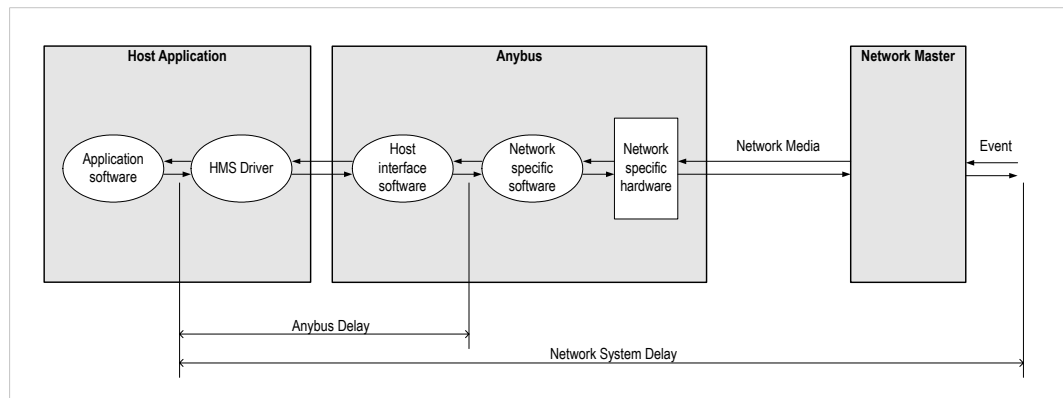 Host Application
Anybus
Network Master
Application
software
HMS Driver
Host
interface
software
Network
specific
software
Network
specific
hardware
Network Media
Event
Anybus Delay
Network System Delay